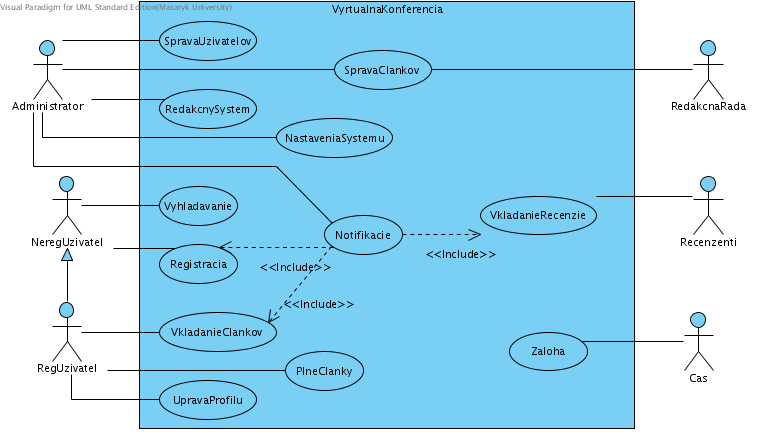 Visual Paradigm for UML Standard Edition(Masaryk University)
VyrtualnaKonferencia
SpravaUzivatelov
SpravaClankov
Administrator
RedakcnySystem
RedakcnaRada
NastaveniaSystemu
Vyhladavanie
VkladanieRecenzie
NeregUzivatel
Notifikacie
Recenzenti
<<Include>>
Registracia
<<Include>>
<<Include>>
VkladanieClankov
Zaloha
RegUzivatel
PlneClanky
Cas
UpravaProfilu